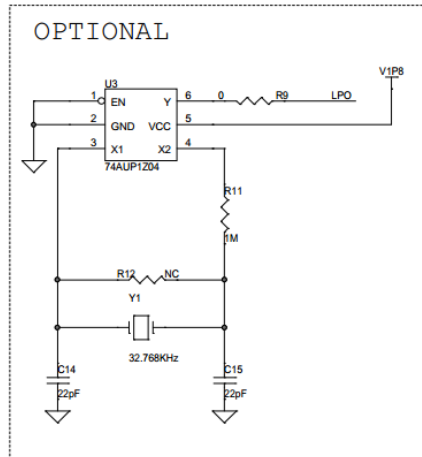 OPTIONAL
V1P8
U3
1 EN Y 6 0 R9 LPO
2 GND VCC 5
3 X1 X2 4
74AUP1Z04
R11
1M
R12 NC
Y1
32.768KHz
C14 C15
22pF 22pF